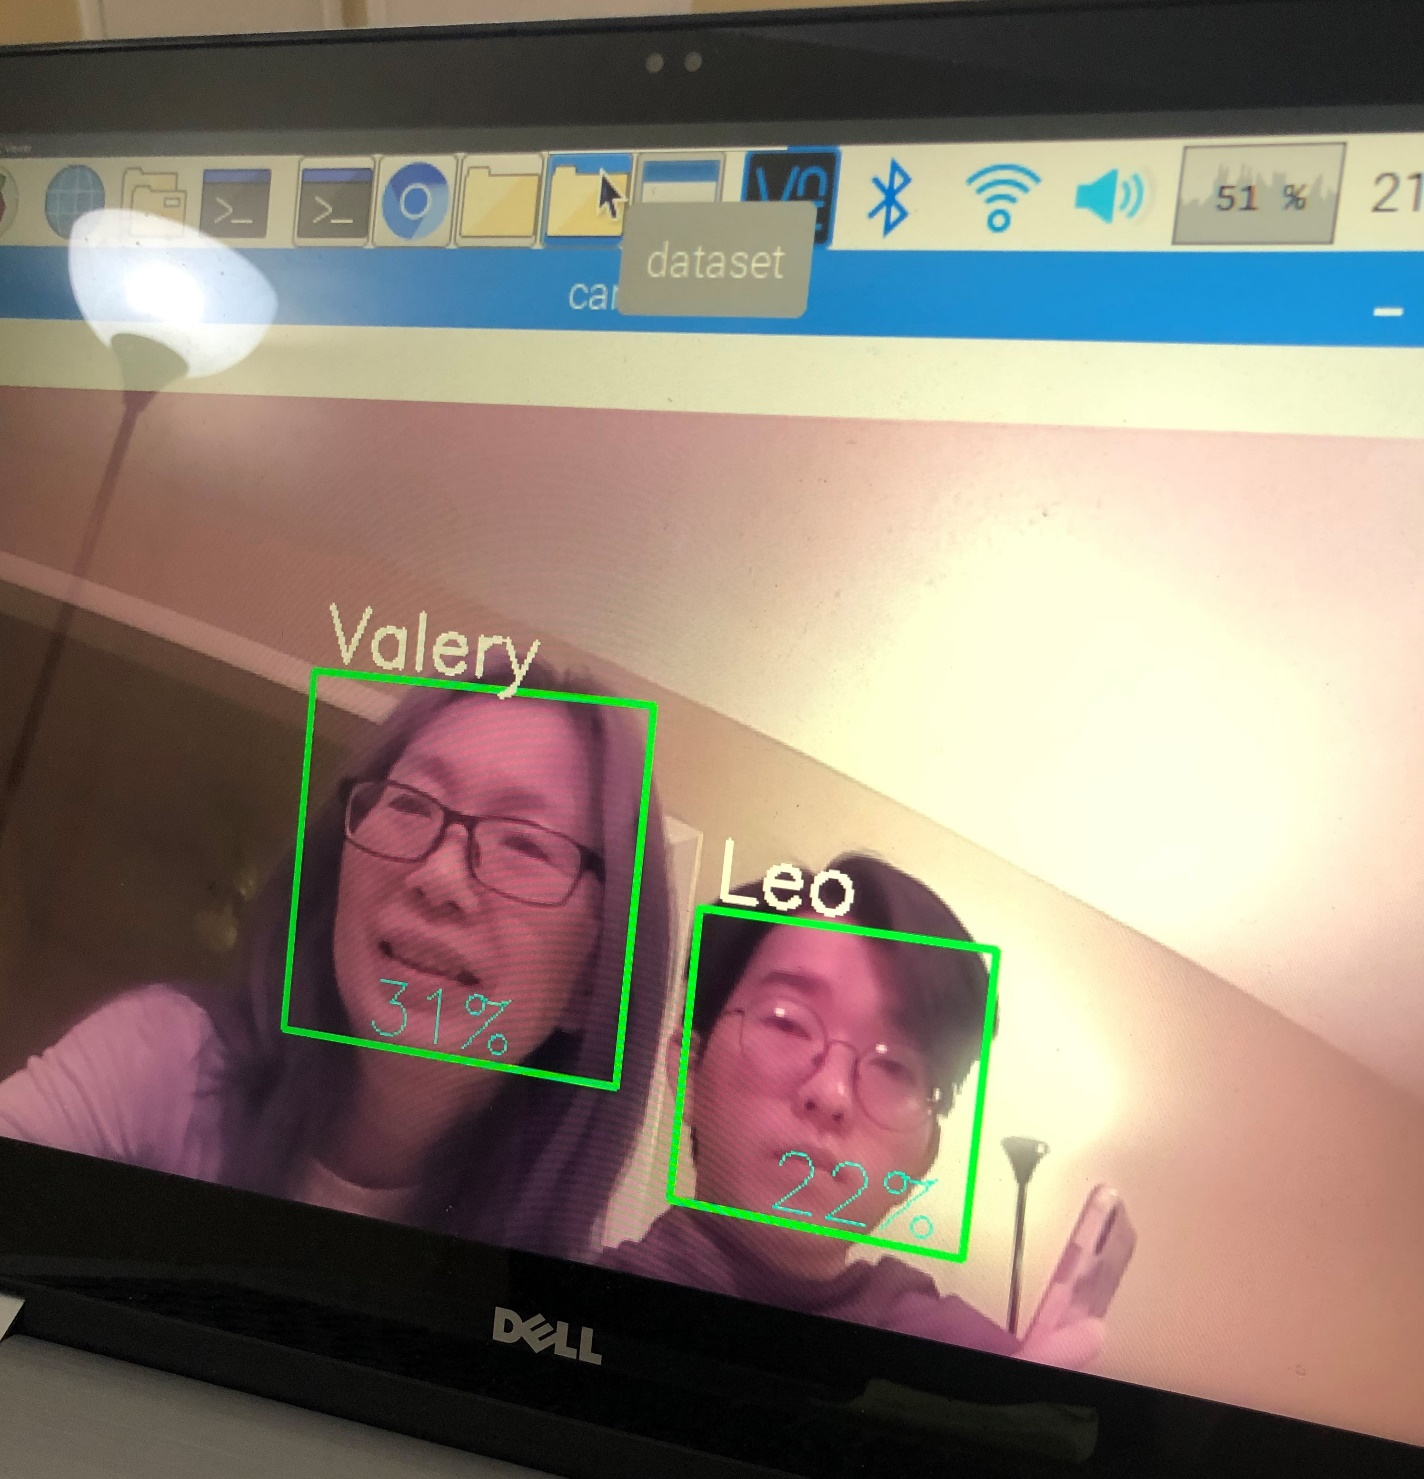 51 %
21
dataset
Valery
31%
Leo
22%
DELL